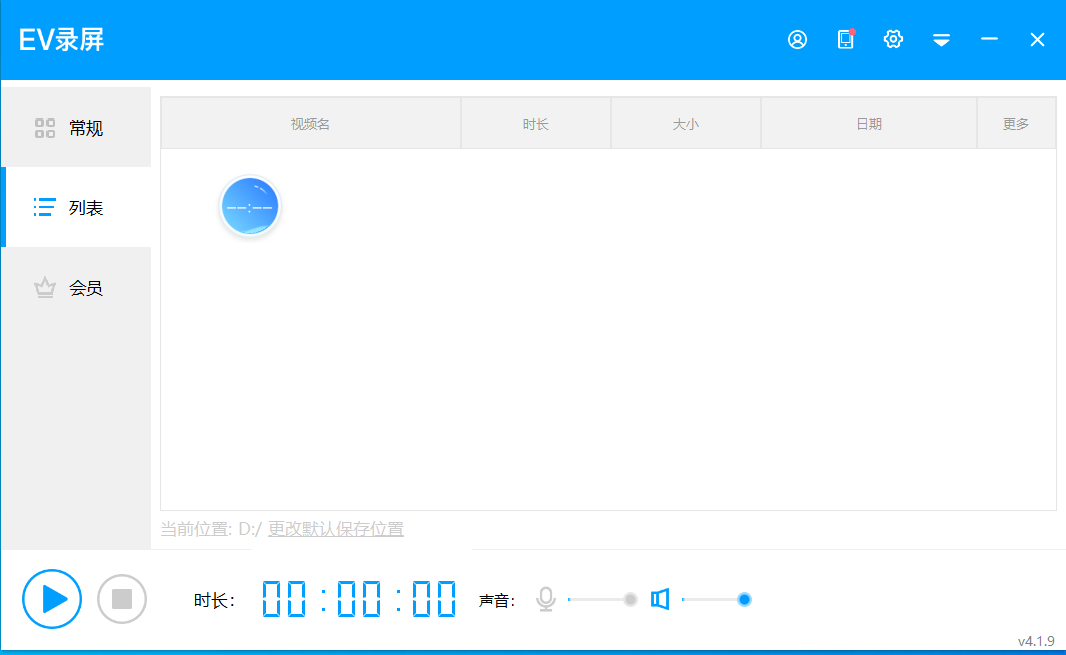 EV录屏
常规
列表
会员
视频名 时长 大小 日期 更多
--:--
当前位置: D:/ 更改默认保存位置
时长: 00:00:00 声音:
v4.1.9